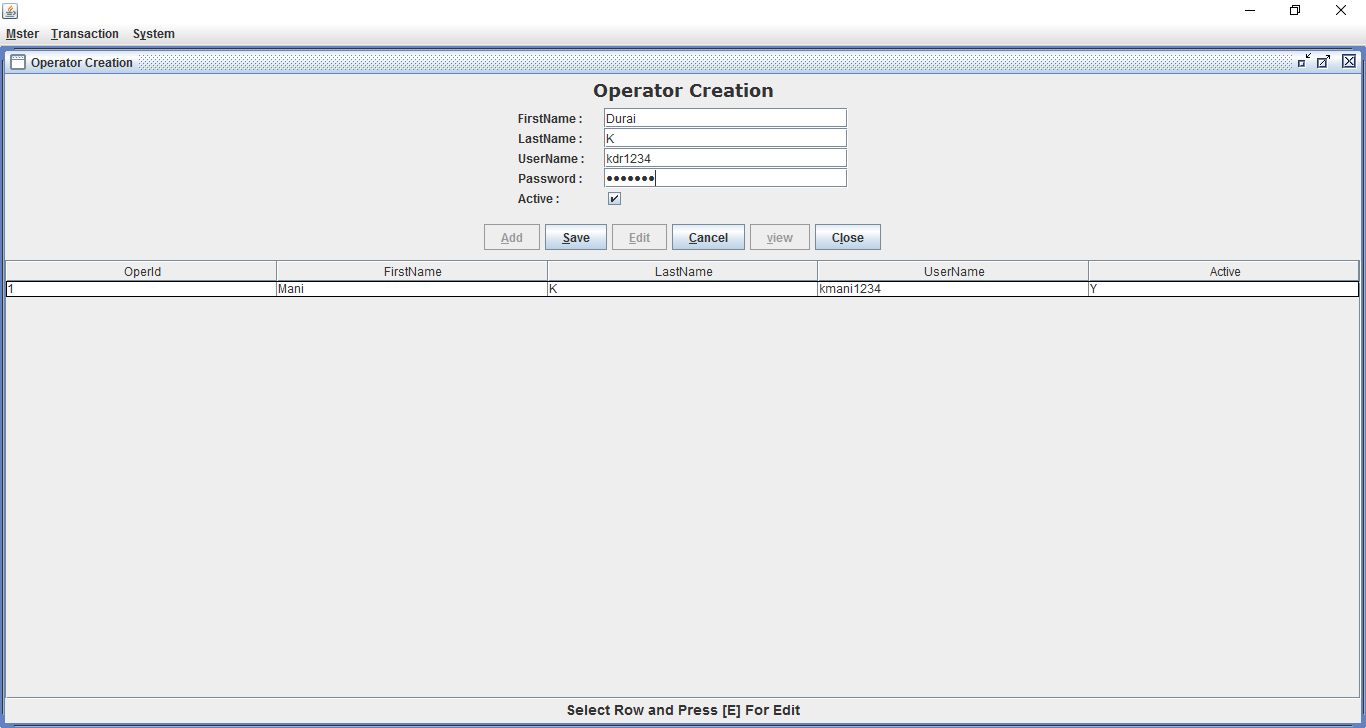 Mster Transaction System
Operator Creation
Operator Creation
FirstName : Durai
LastName : K
UserName : kdr1234
Password : •••••••
Active : ✔
Add Save Edit Cancel view Close
OperId FirstName LastName UserName Active
1 Mani K kmani1234 Y
Select Row and Press [E] For Edit